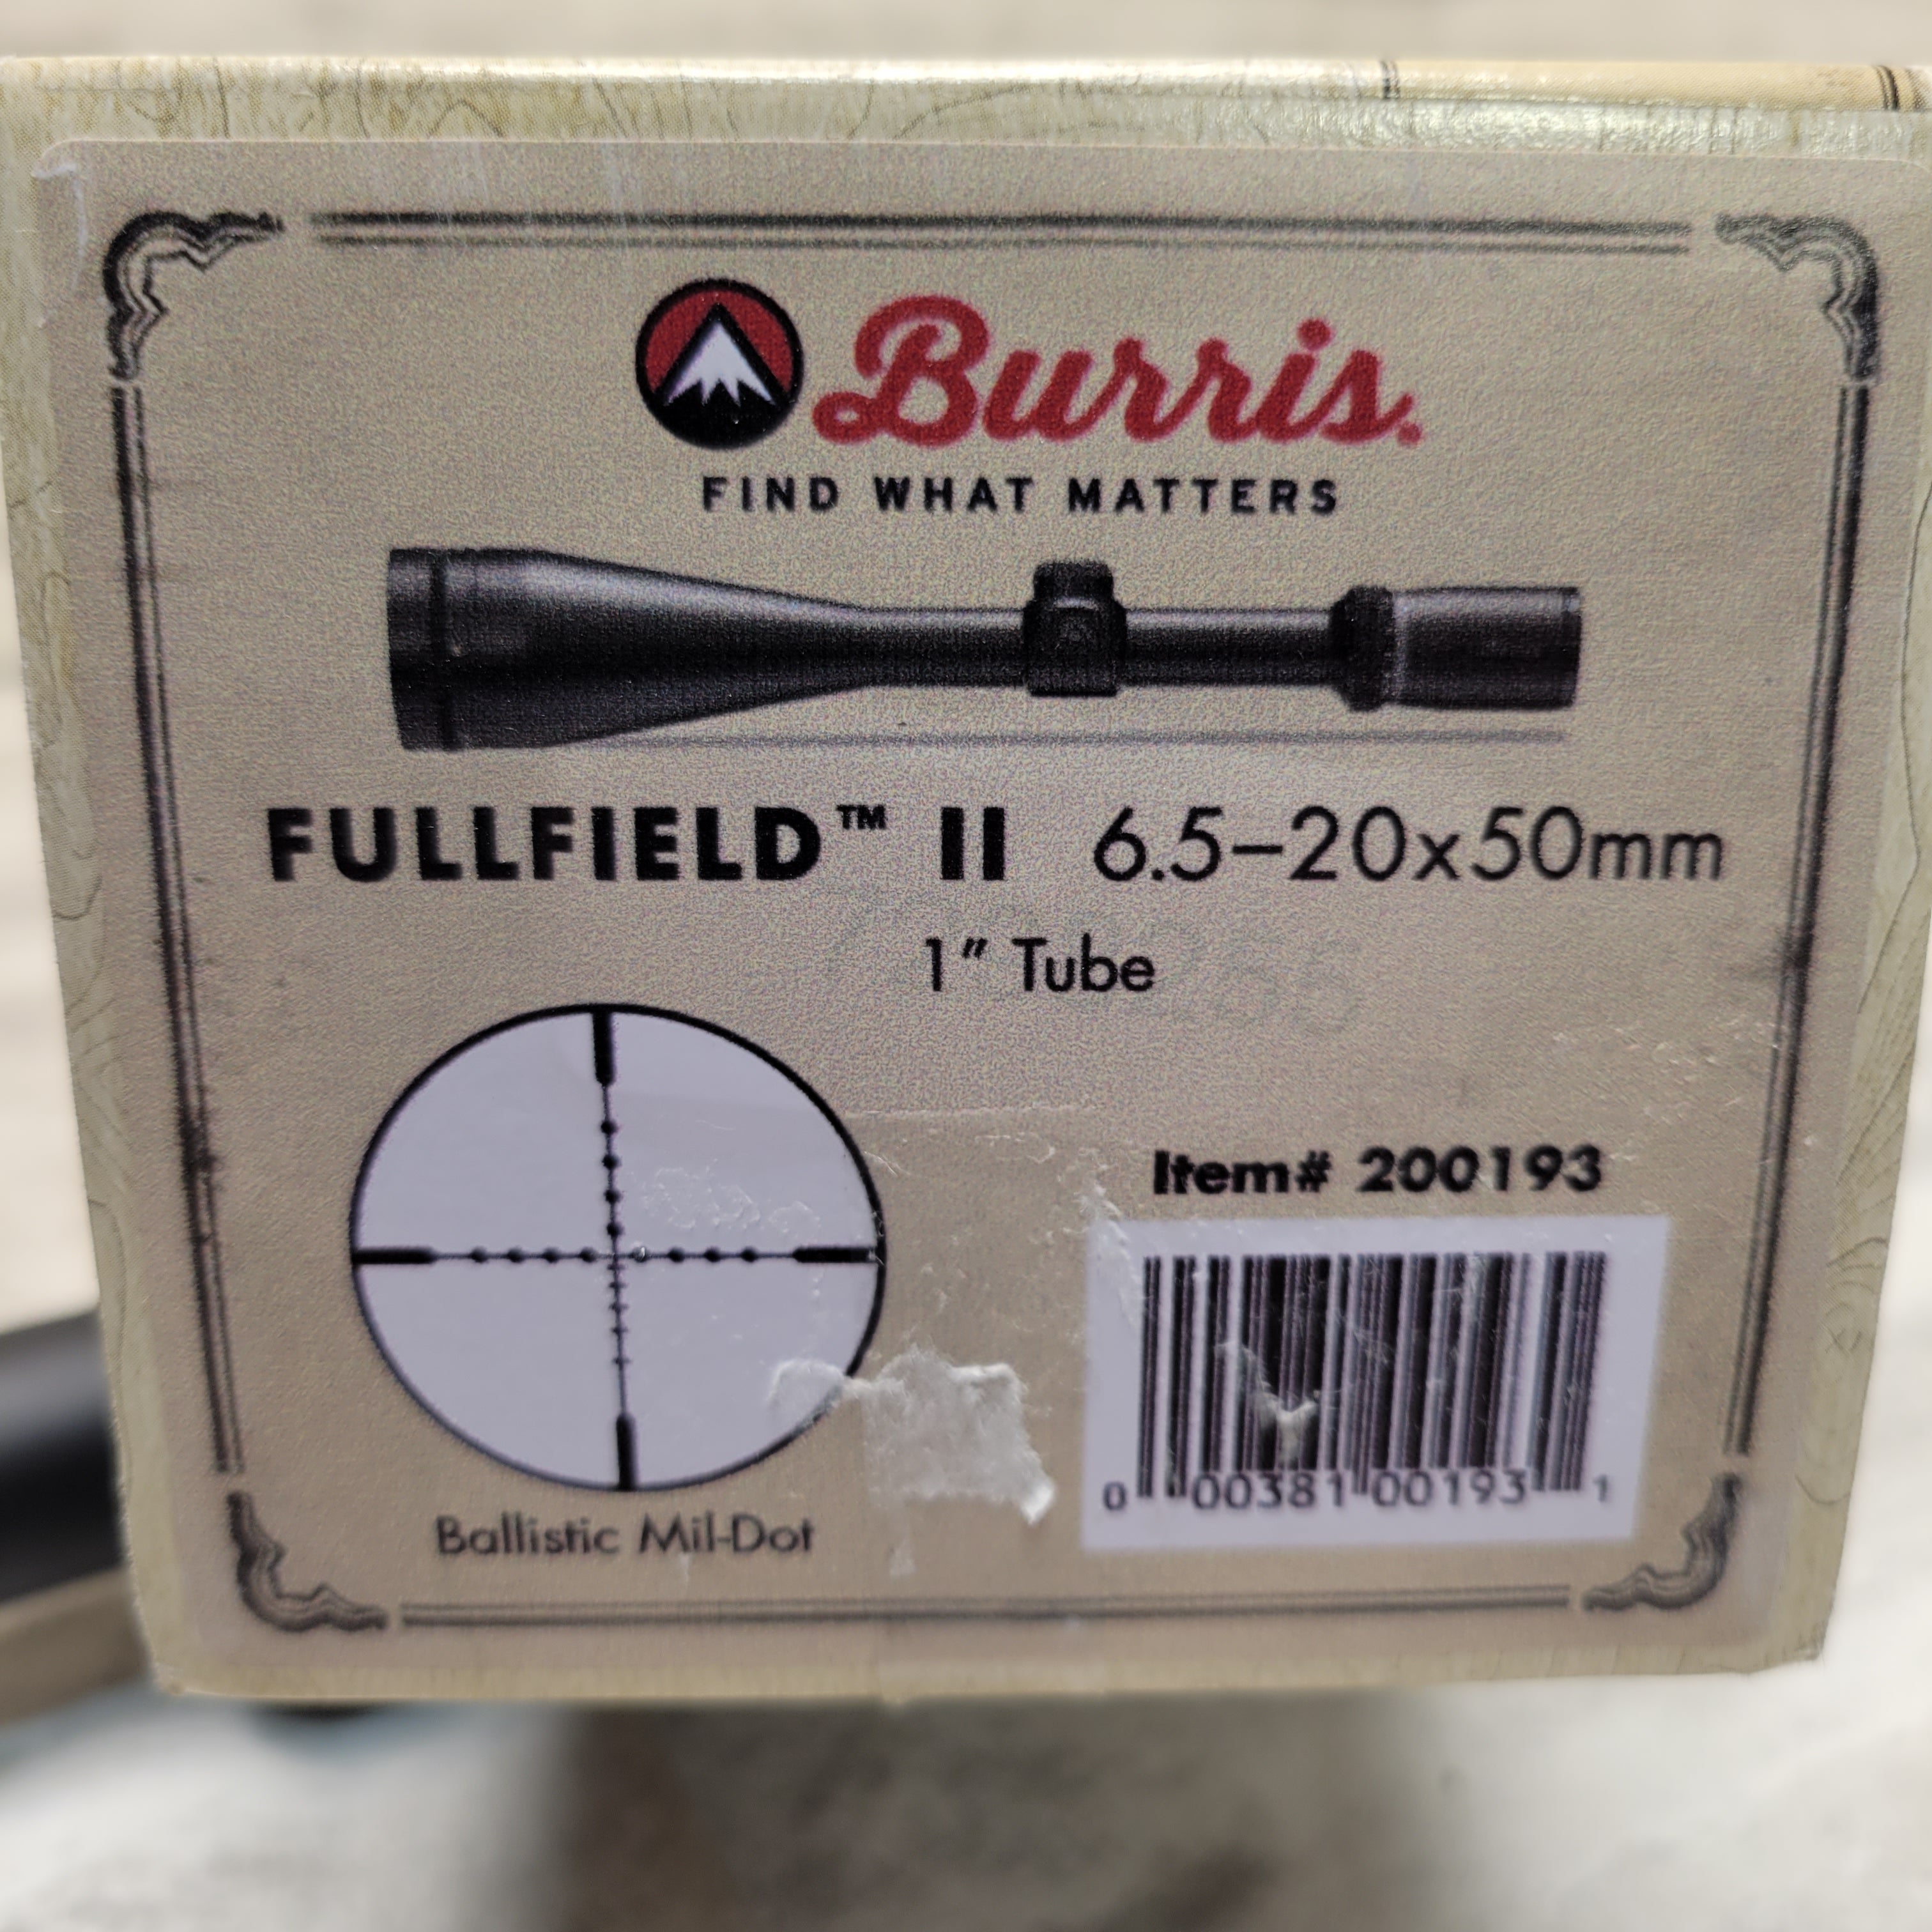 Burris.
FIND WHAT MATTERS
FULLFIELD™ II 6.5–20x50mm
1" Tube
Item# 200193
0 00381 00193 1
Ballistic Mil-Dot